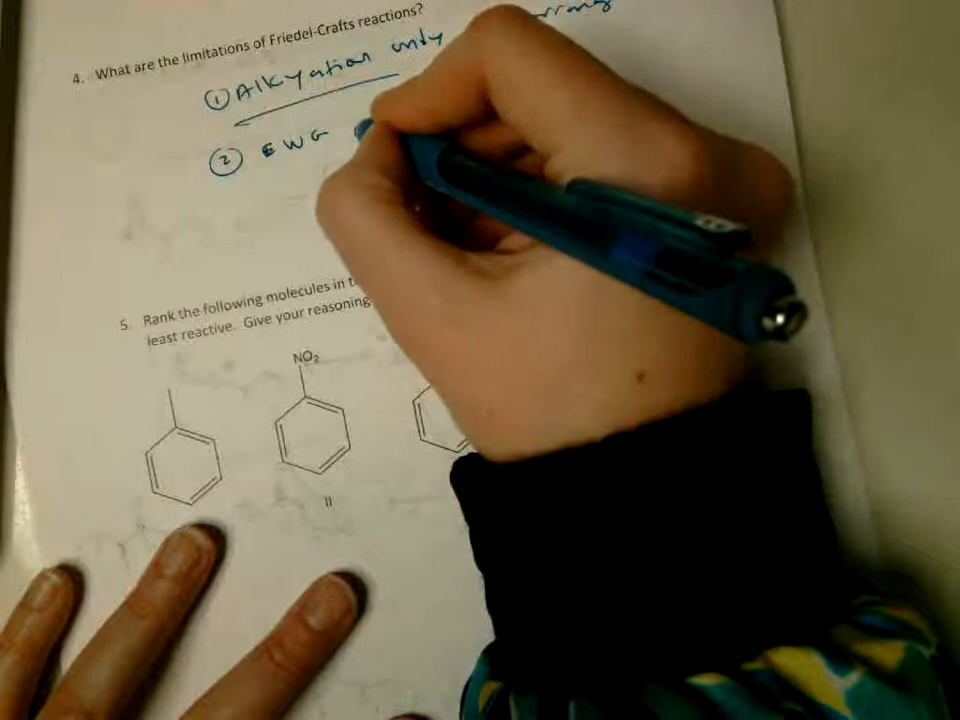 4. What are the limitations of Friedel-Crafts reactions?
① Alkyation only
② EWG
5. Rank the following molecules in
least reactive. Give your reasoning
NO₂
II